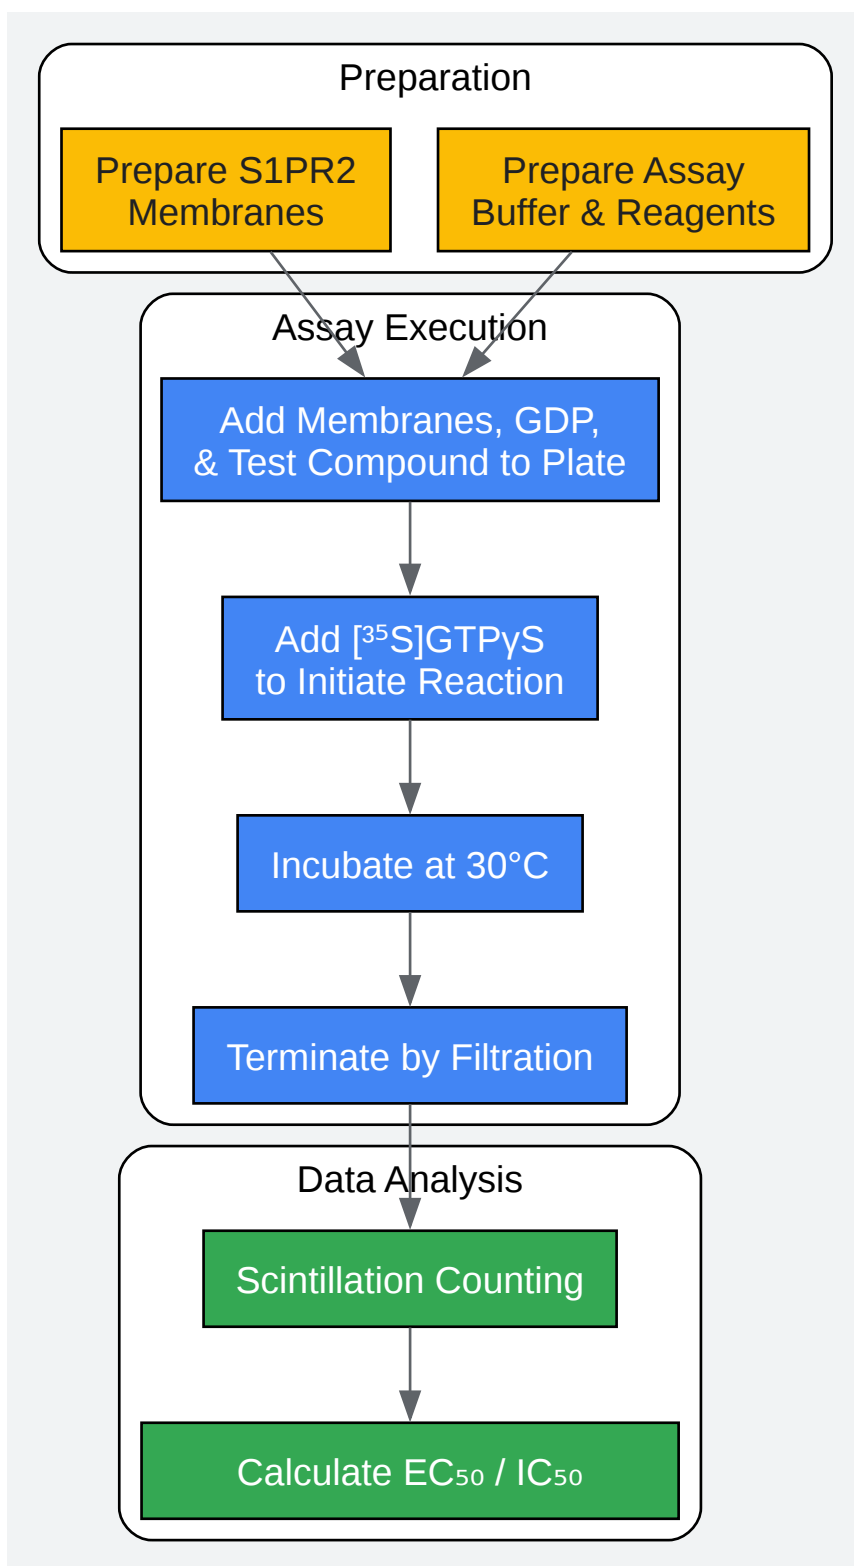 Preparation
Prepare S1PR2
Membranes
Prepare Assay
Buffer & Reagents
Assay Execution
Add Membranes, GDP,
& Test Compound to Plate
Add [³⁵S]GTPγS
to Initiate Reaction
Incubate at 30°C
Terminate by Filtration
Data Analysis
Scintillation Counting
Calculate EC₅₀ / IC₅₀